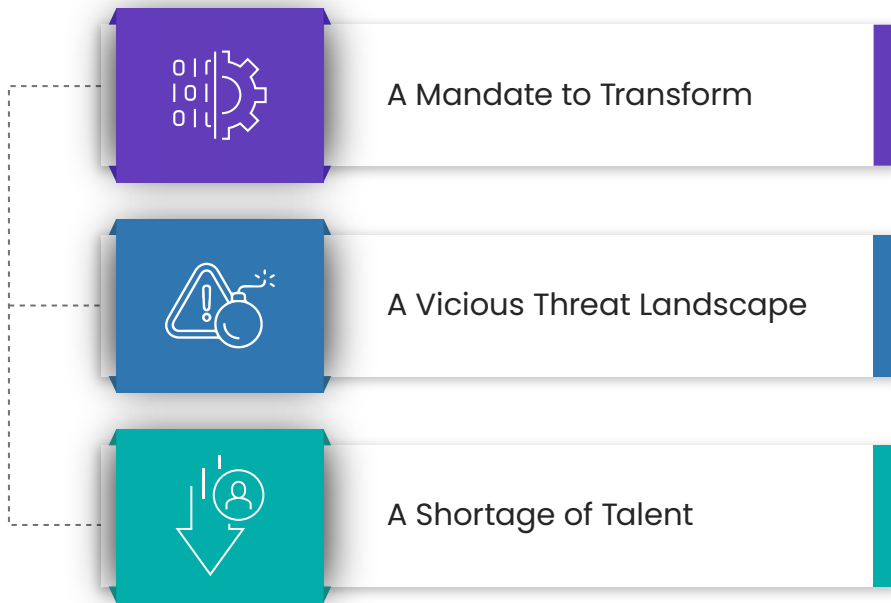 A Mandate to Transform
A Vicious Threat Landscape
A Shortage of Talent